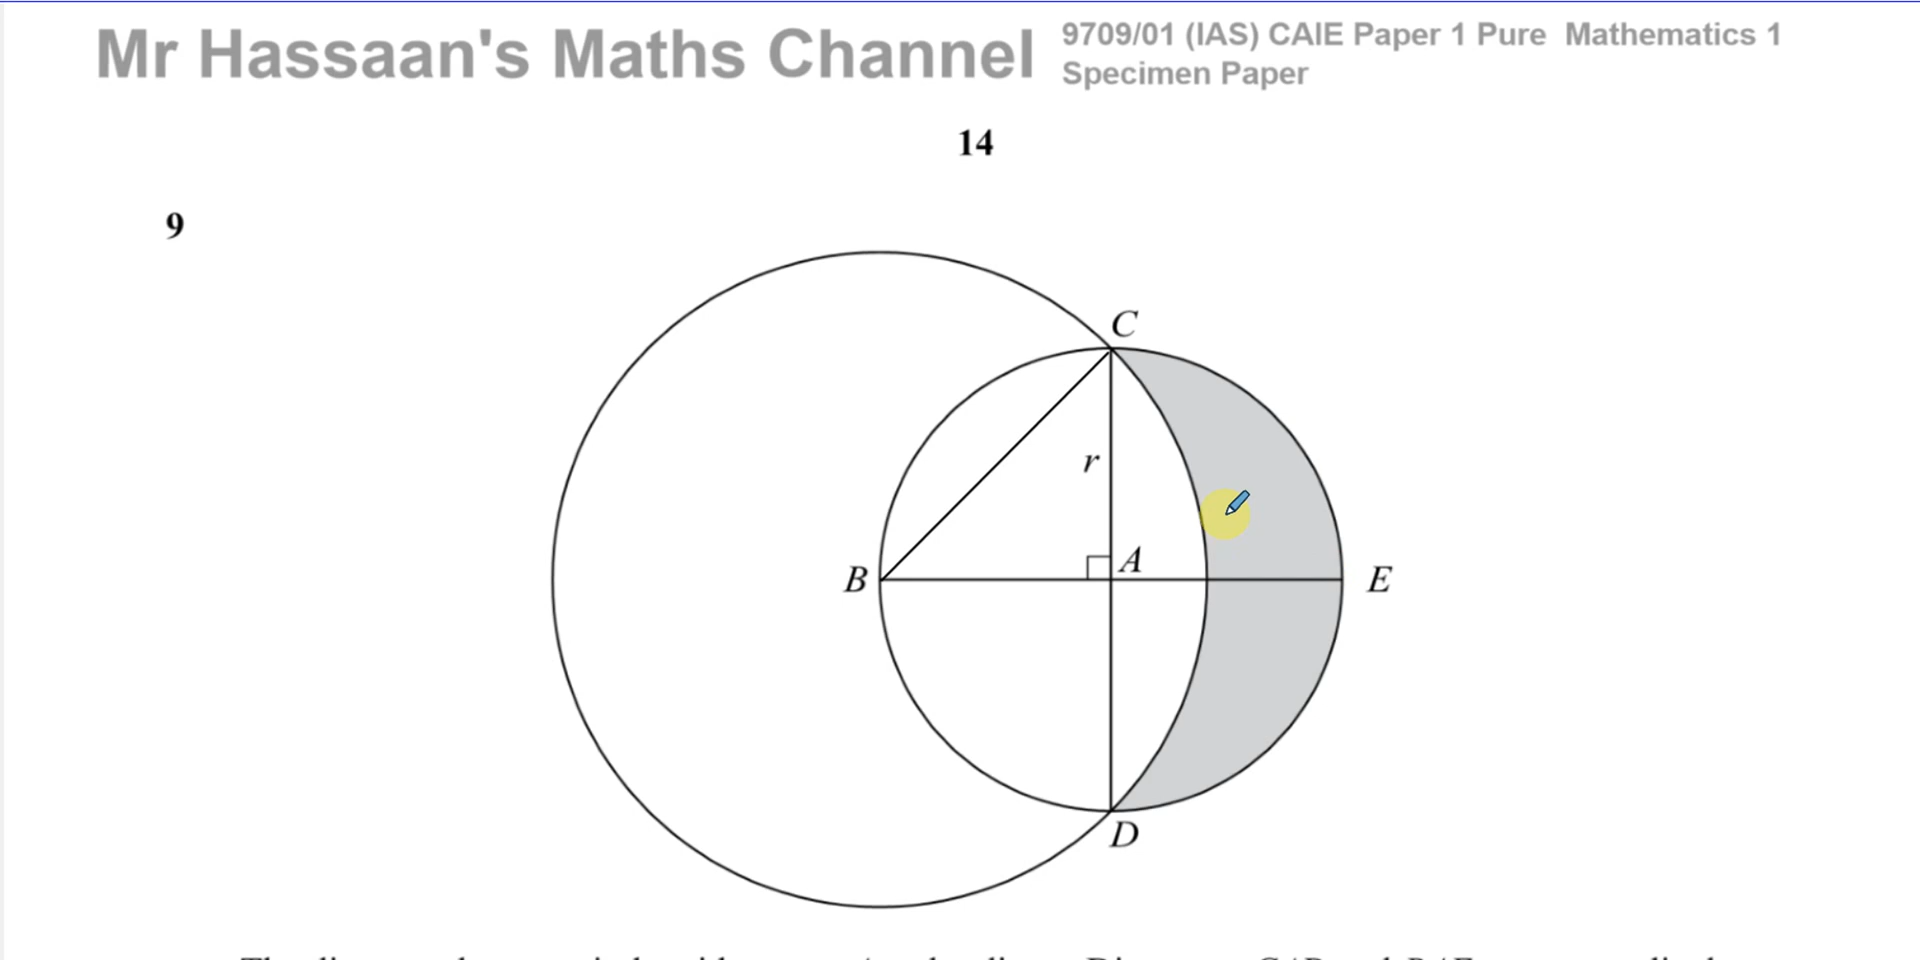 Mr Hassaan's Maths Channel
9709/01 (IAS) CAIE Paper 1 Pure Mathematics 1
Specimen Paper
14
9
C
r
A
B
E
D